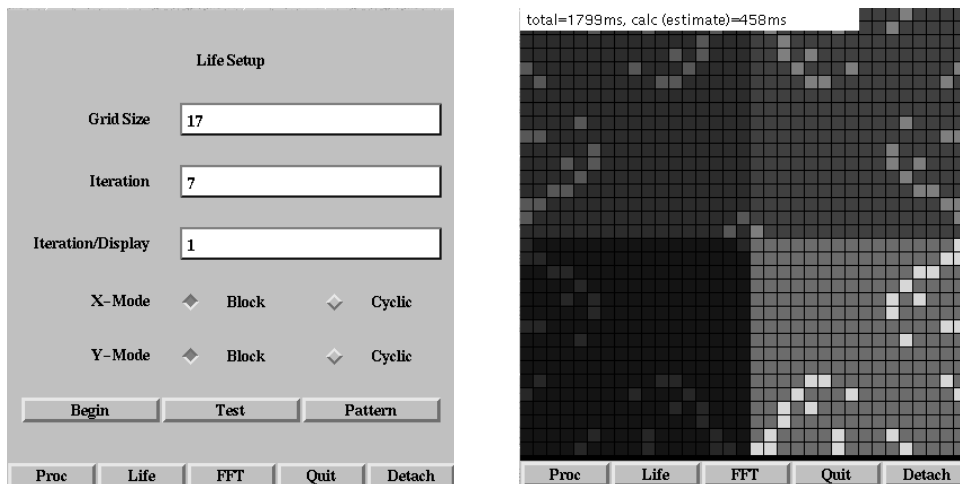 Life Setup
Grid Size 17
Iteration 7
Iteration/Display 1
X-Mode Block Cyclic
Y-Mode Block Cyclic
Begin Test Pattern
Proc Life FFT Quit Detach
total=1799ms, calc (estimate)=458ms
Proc Life FFT Quit Detach